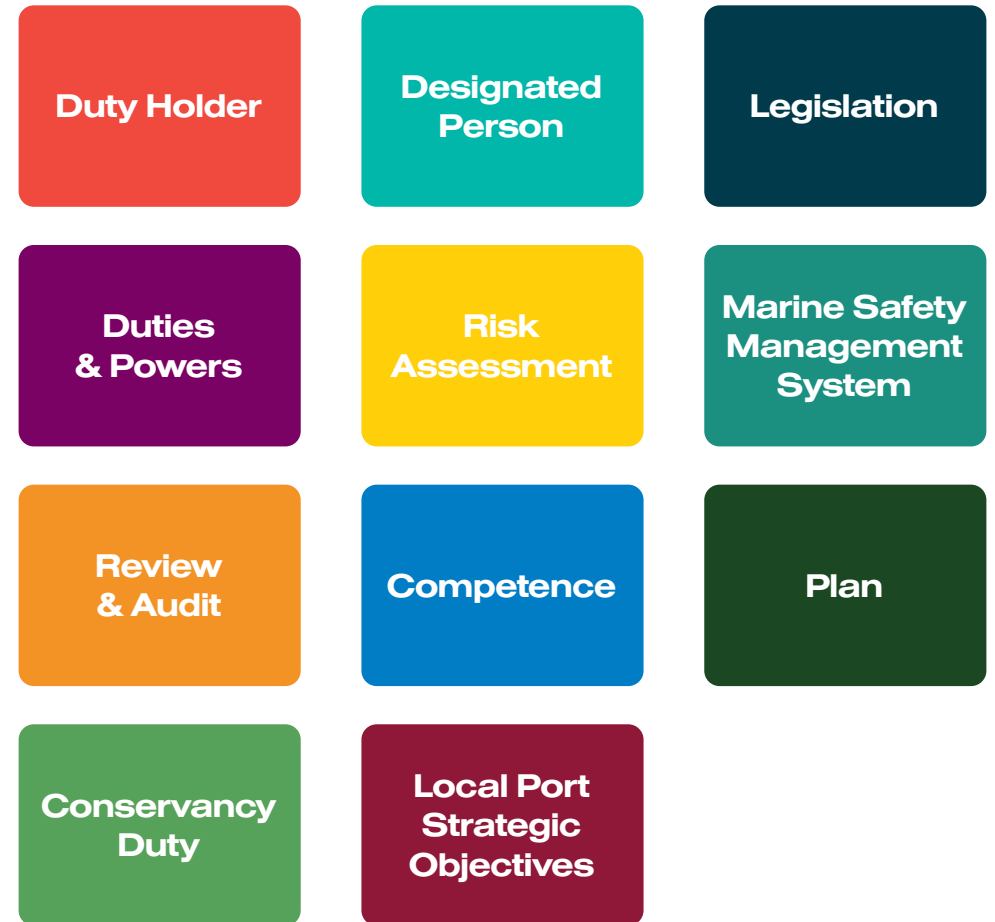 Duty Holder
Designated
Person
Legislation
Duties
& Powers
Risk
Assessment
Marine Safety
Management
System
Review
& Audit
Competence
Plan
Conservancy
Duty
Local Port
Strategic
Objectives